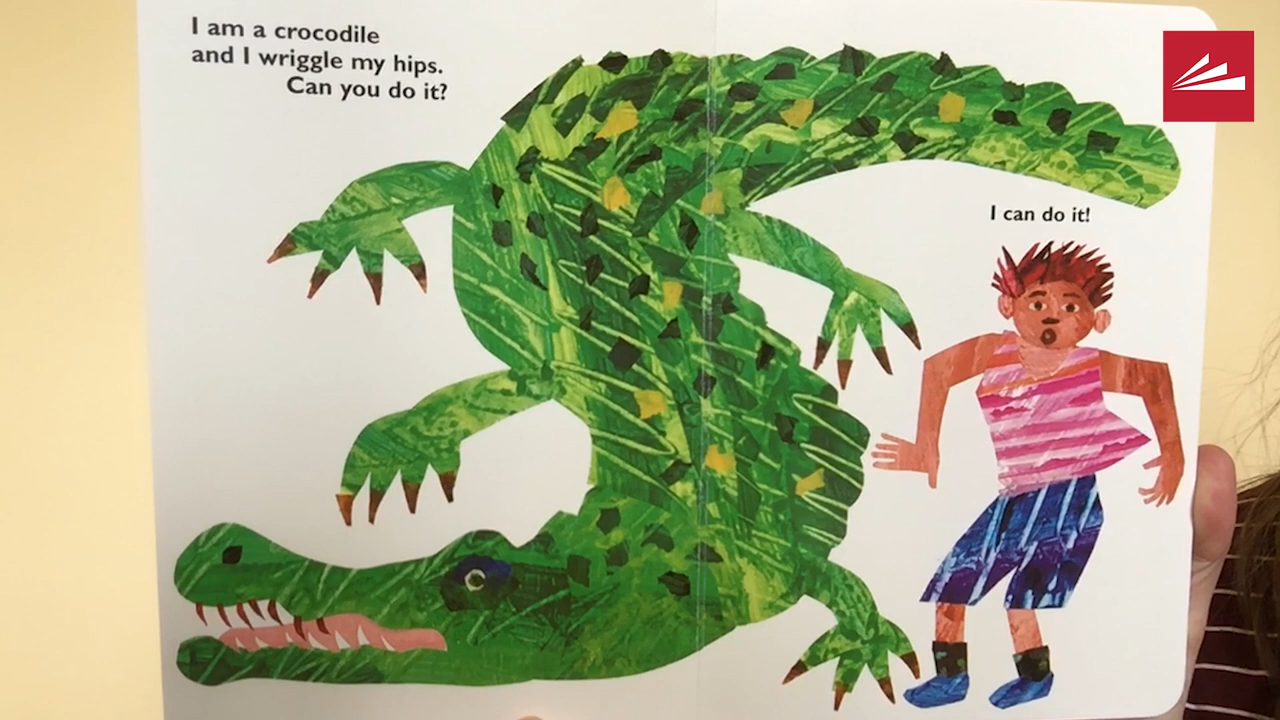 I am a crocodile
and I wriggle my hips.
Can you do it?
I can do it!